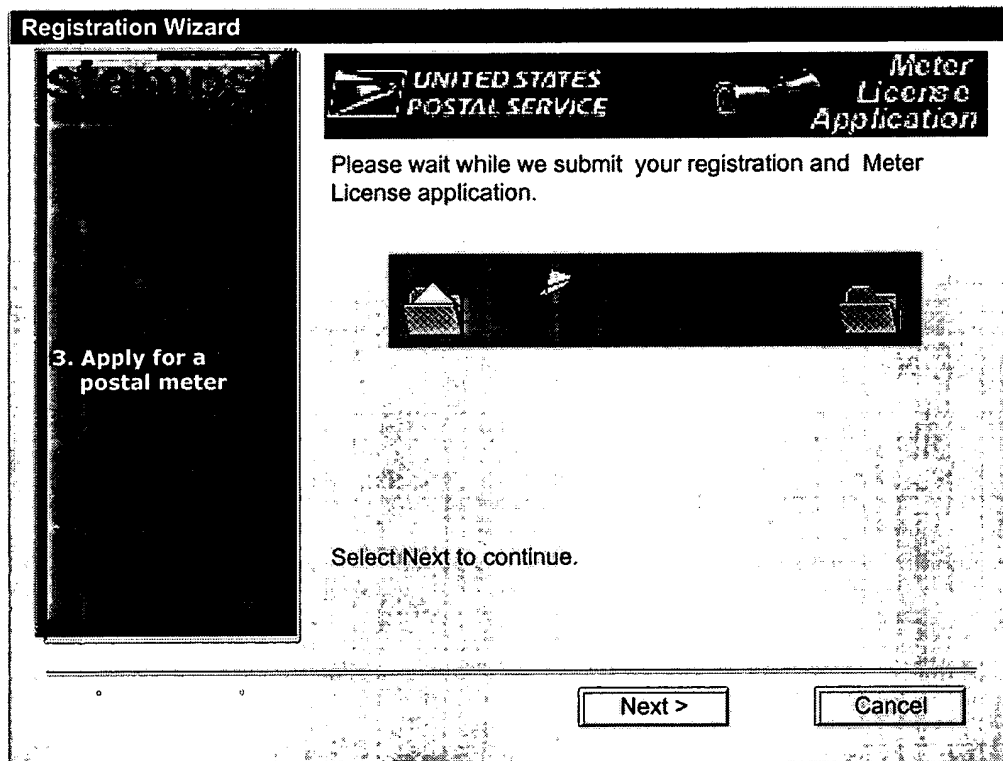 Registration Wizard
stamps
UNITED STATES
POSTAL SERVICE
Meter
License
Application
Please wait while we submit your registration and Meter
License application.
3. Apply for a
postal meter
Select Next to continue.
Next >
Cancel